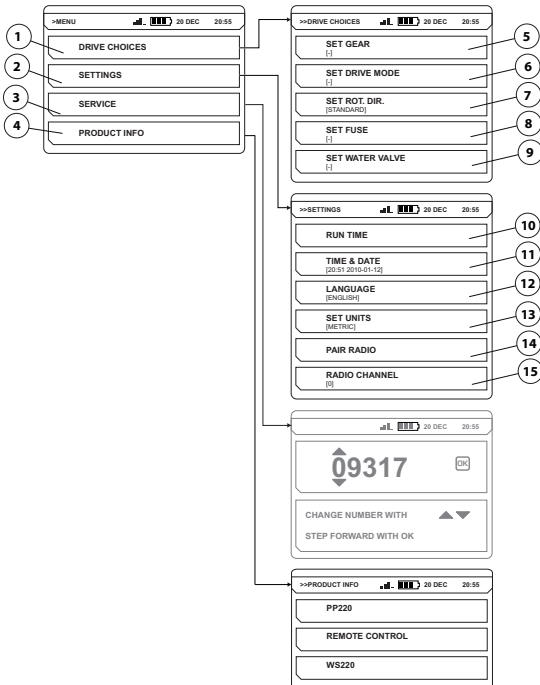 >MENU 20 DEC 20:55
1 DRIVE CHOICES
2 SETTINGS
3 SERVICE
4 PRODUCT INFO
>>DRIVE CHOICES 20 DEC 20:55
SET GEAR 5
[-]
SET DRIVE MODE 6
[-]
SET ROT. DIR. 7
[STANDARD]
SET FUSE 8
[-]
SET WATER VALVE 9
[-]
>>SETTINGS 20 DEC 20:55
RUN TIME 10
TIME & DATE 11
[20:51 2010-01-12]
LANGUAGE 12
[ENGLISH]
SET UNITS 13
[METRIC]
PAIR RADIO 14
RADIO CHANNEL 15
[0]
20 DEC 20:55
09317 OK
CHANGE NUMBER WITH
STEP FORWARD WITH OK
>>PRODUCT INFO 20 DEC 20:55
PP220
REMOTE CONTROL
WS220